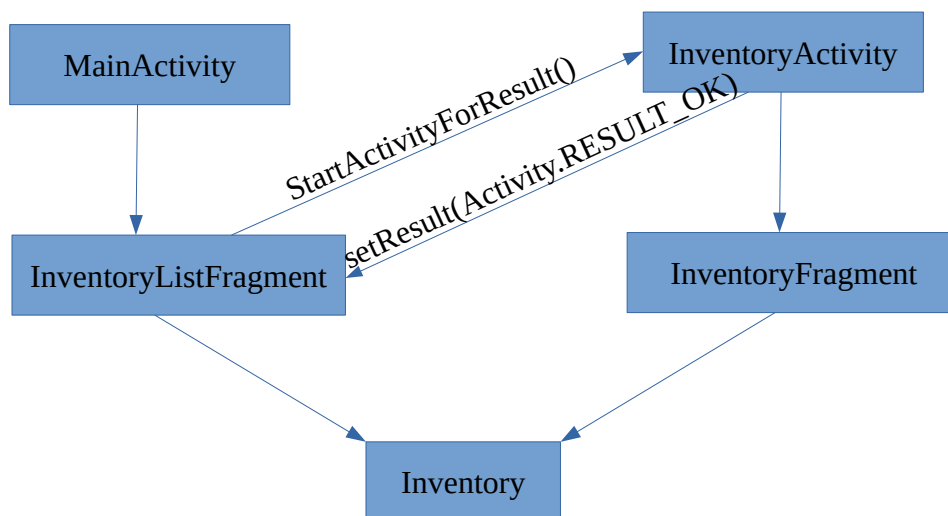 MainActivity
InventoryActivity
StartActivityForResult()
setResult(Activity.RESULT_OK)
InventoryListFragment
InventoryFragment
Inventory